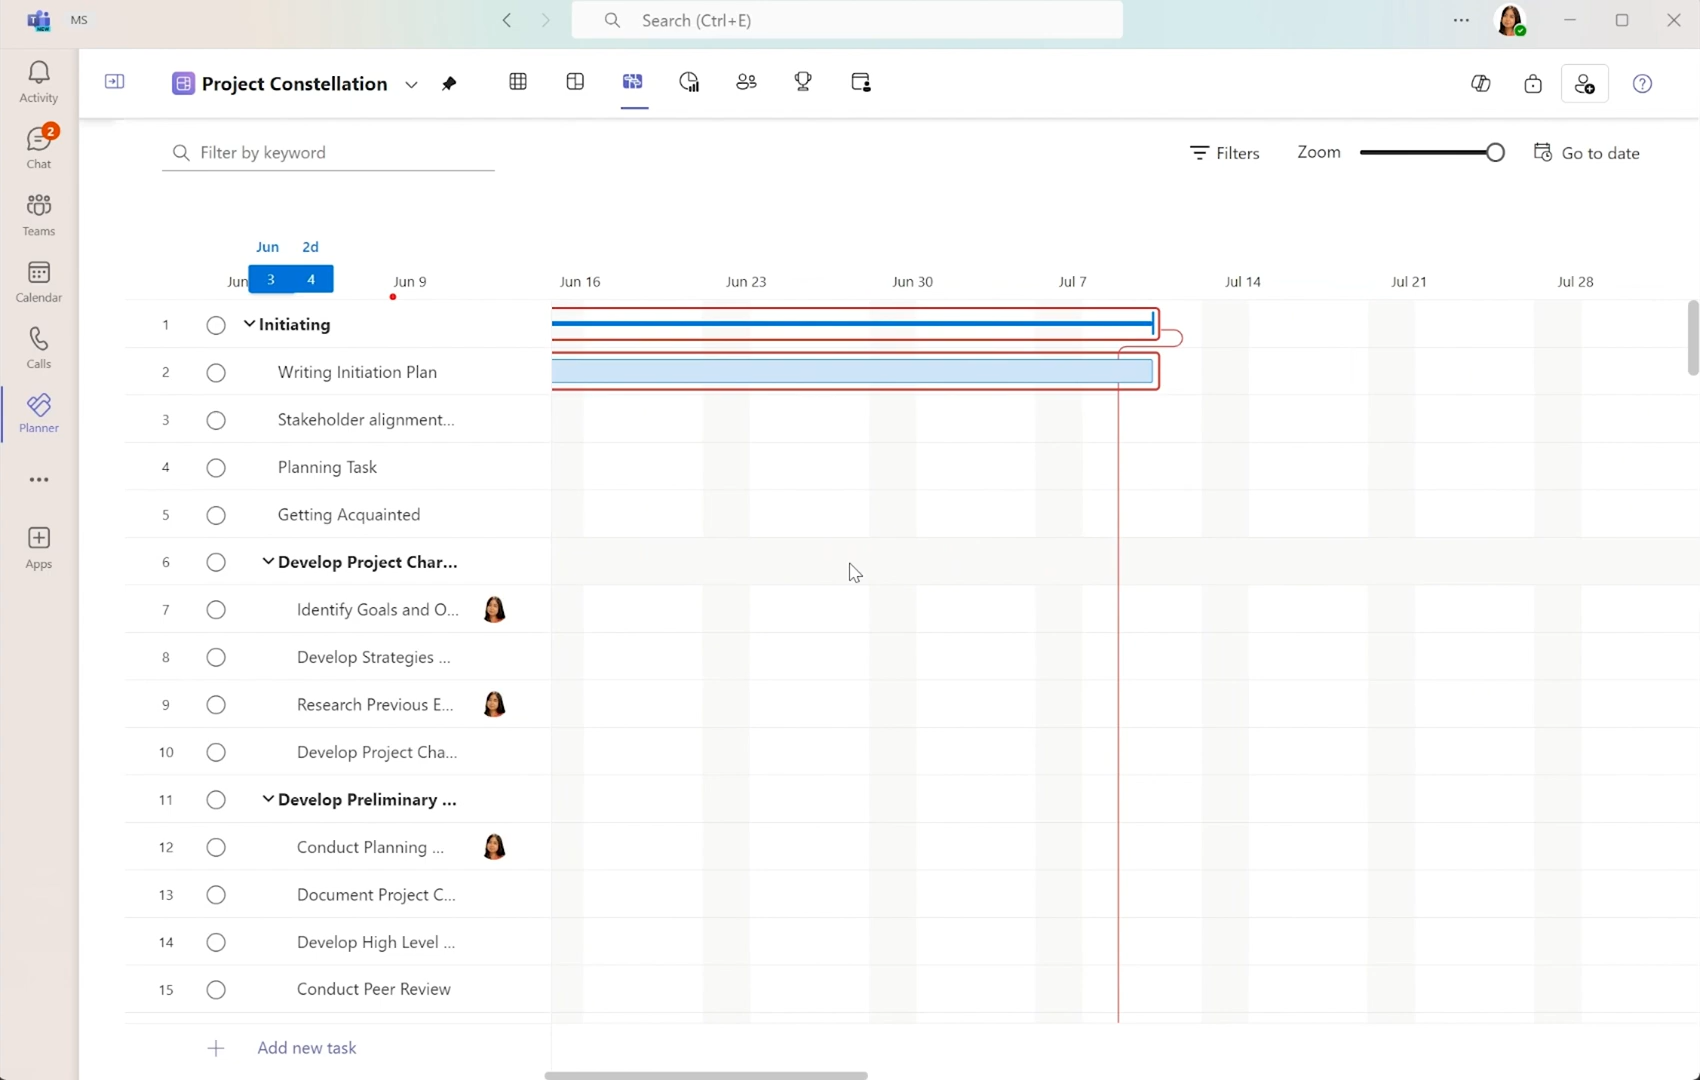 MS
Search (Ctrl+E)
NEW
Activity
2
Chat
Teams
Calendar
Calls
Planner
Apps
Project Constellation
Filter by keyword
Filters
Zoom
Go to date
Jun 2d
Jun 3 4 Jun 9 Jun 16 Jun 23 Jun 30 Jul 7 Jul 14 Jul 21 Jul 28
1 Initiating
2 Writing Initiation Plan
3 Stakeholder alignment...
4 Planning Task
5 Getting Acquainted
6 Develop Project Char...
7 Identify Goals and O...
8 Develop Strategies ...
9 Research Previous E...
10 Develop Project Cha...
11 Develop Preliminary ...
12 Conduct Planning ...
13 Document Project C...
14 Develop High Level ...
15 Conduct Peer Review
Add new task